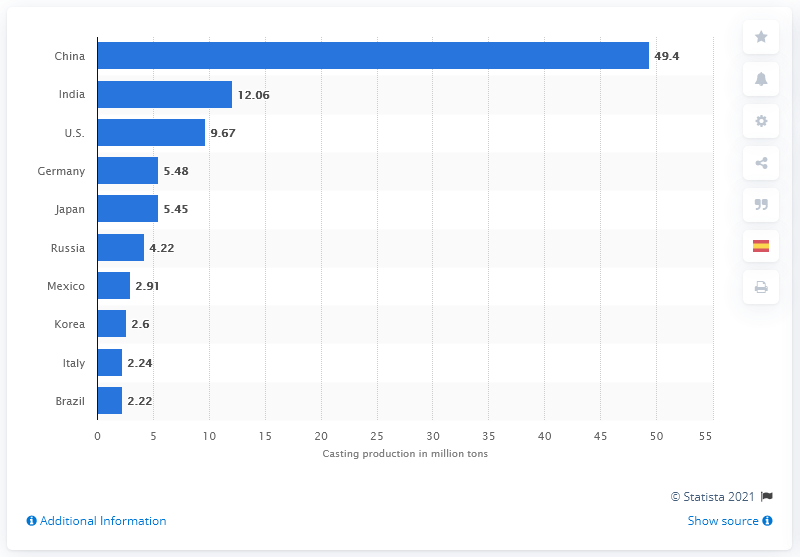 China 49.4
India 12.06
U.S. 9.67
Germany 5.48
Japan 5.45
Russia 4.22
Mexico 2.91
Korea 2.6
Italy 2.24
Brazil 2.22
0 5 10 15 20 25 30 35 40 45 50 55
Casting production in million tons
© Statista 2021
Additional Information Show source